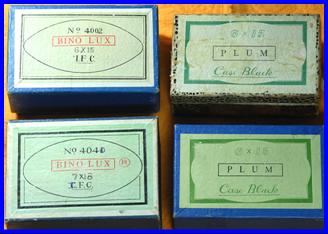 No 4002
BINO LUX
6 X 15
I.F.C.
6 x 15
PLUM
Case Black
No 4040
BINO LUX
7 X 18
I.F.C.
6 x 15
PLUM
Case Black